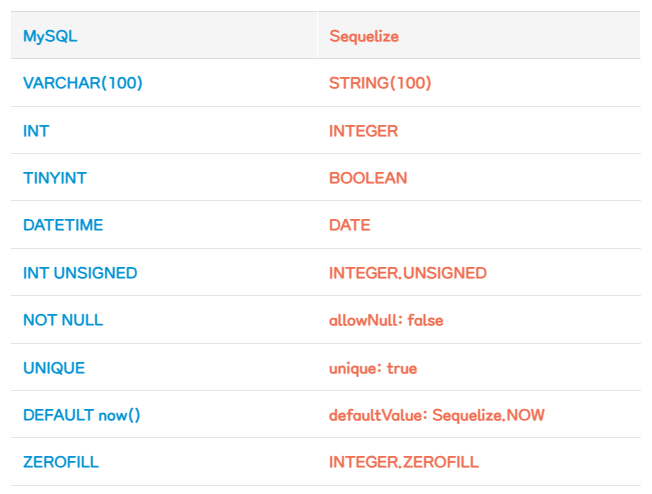 MySQL Sequelize
VARCHAR(100) STRING(100)
INT INTEGER
TINYINT BOOLEAN
DATETIME DATE
INT UNSIGNED INTEGER.UNSIGNED
NOT NULL allowNull: false
UNIQUE unique: true
DEFAULT now() defaultValue: Sequelize.NOW
ZEROFILL INTEGER.ZEROFILL